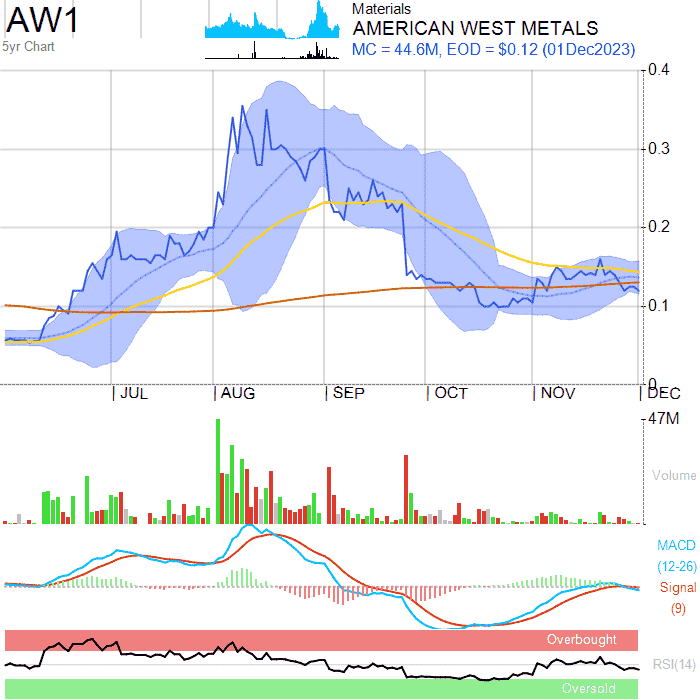 AW1
5yr Chart
Materials
AMERICAN WEST METALS
MC = 44.6M, EOD = $0.12 (01Dec2023)
0.4
0.3
0.2
0.1
0
JUL AUG SEP OCT NOV DEC
47M
Volume
MACD
(12-26)
Signal
(9)
Overbought
RSI(14)
Oversold